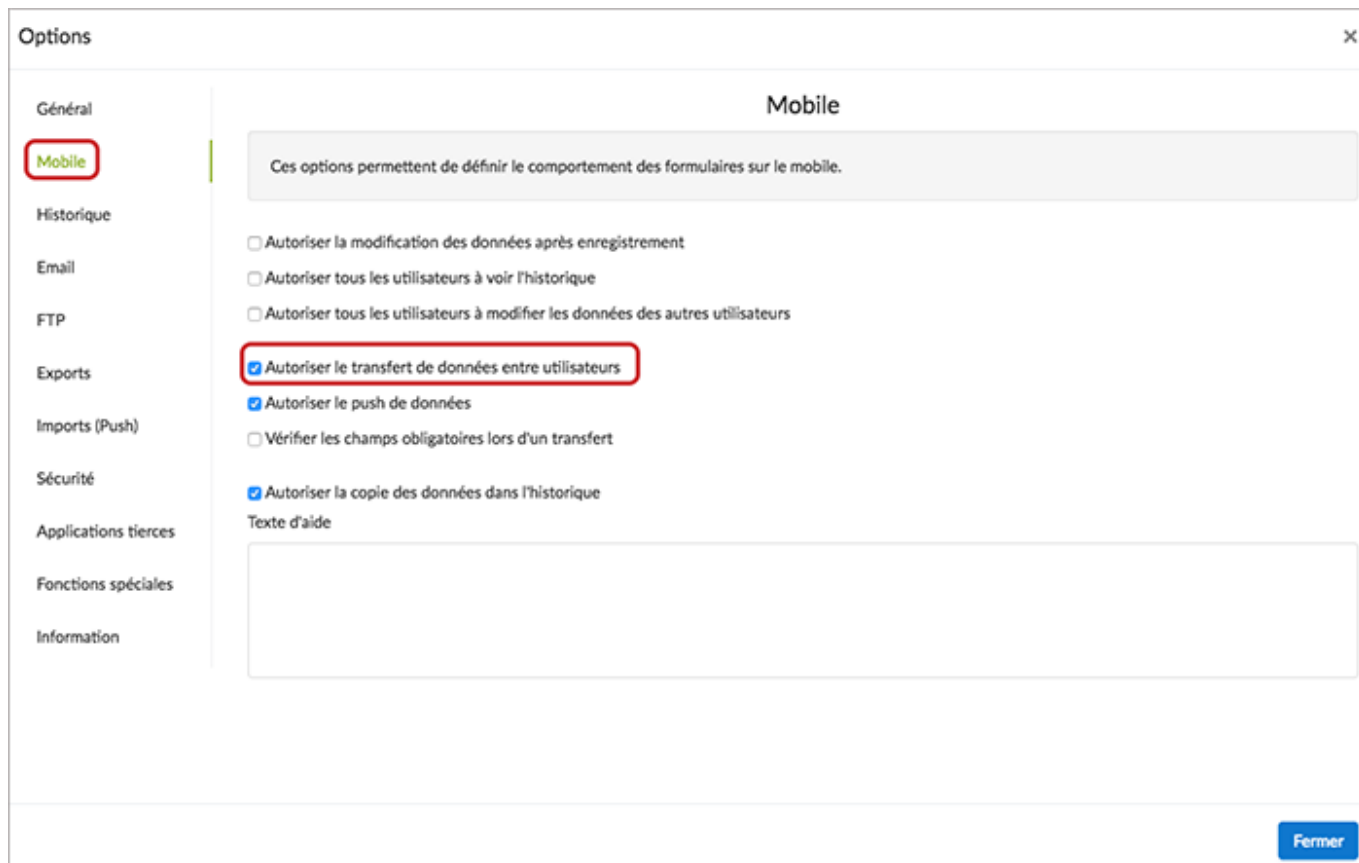 Options
×
Général
Mobile
Historique
Email
FTP
Exports
Imports (Push)
Sécurité
Applications tierces
Fonctions spéciales
Information
Mobile
Ces options permettent de définir le comportement des formulaires sur le mobile.
Autoriser la modification des données après enregistrement
Autoriser tous les utilisateurs à voir l'historique
Autoriser tous les utilisateurs à modifier les données des autres utilisateurs
Autoriser le transfert de données entre utilisateurs
Autoriser le push de données
Vérifier les champs obligatoires lors d'un transfert
Autoriser la copie des données dans l'historique
Texte d'aide
Fermer